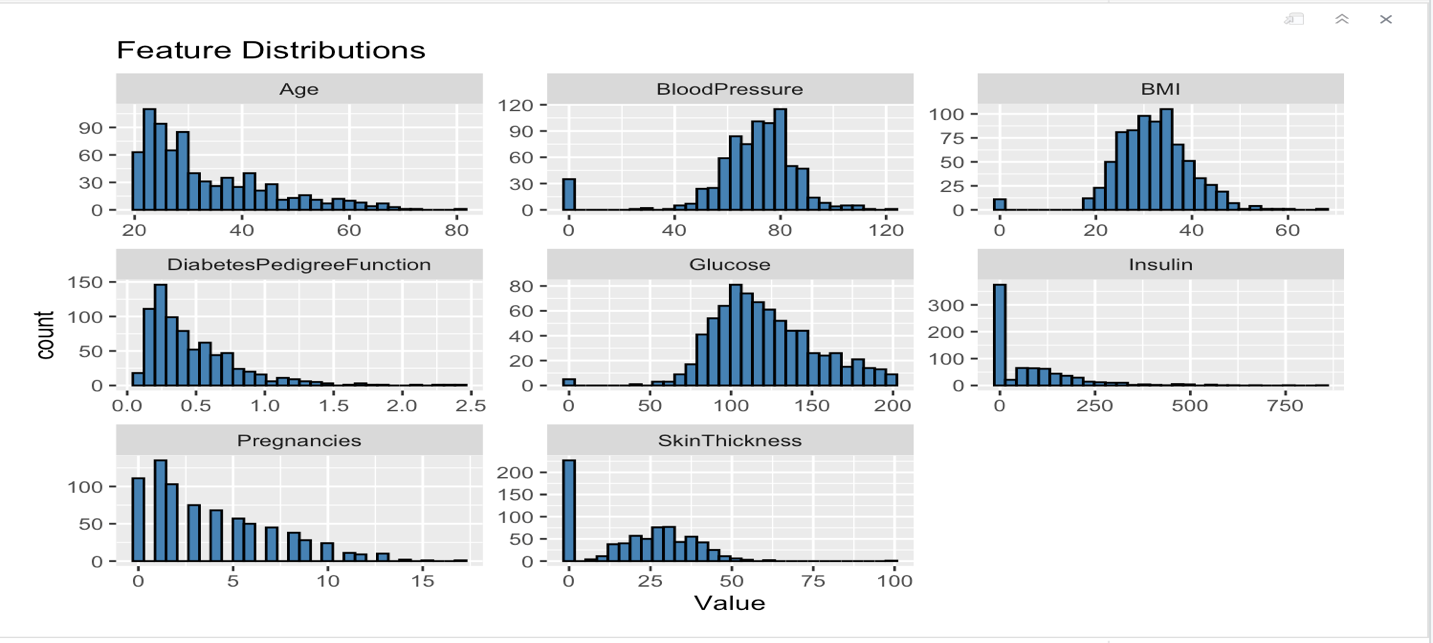 Feature Distributions
Age BloodPressure BMI
90 60 30 0
20 40 60 80
120 90 60 30 0
0 40 80 120
100 75 50 25 0
0 20 40 60
DiabetesPedigreeFunction Glucose Insulin
150 100 50 0
0.0 0.5 1.0 1.5 2.0 2.5
80 60 40 20 0
0 50 100 150 200
300 200 100 0
0 250 500 750
Pregnancies SkinThickness
100 50 0
0 5 10 15
200 150 100 50 0
0 25 50 75 100
count
Value